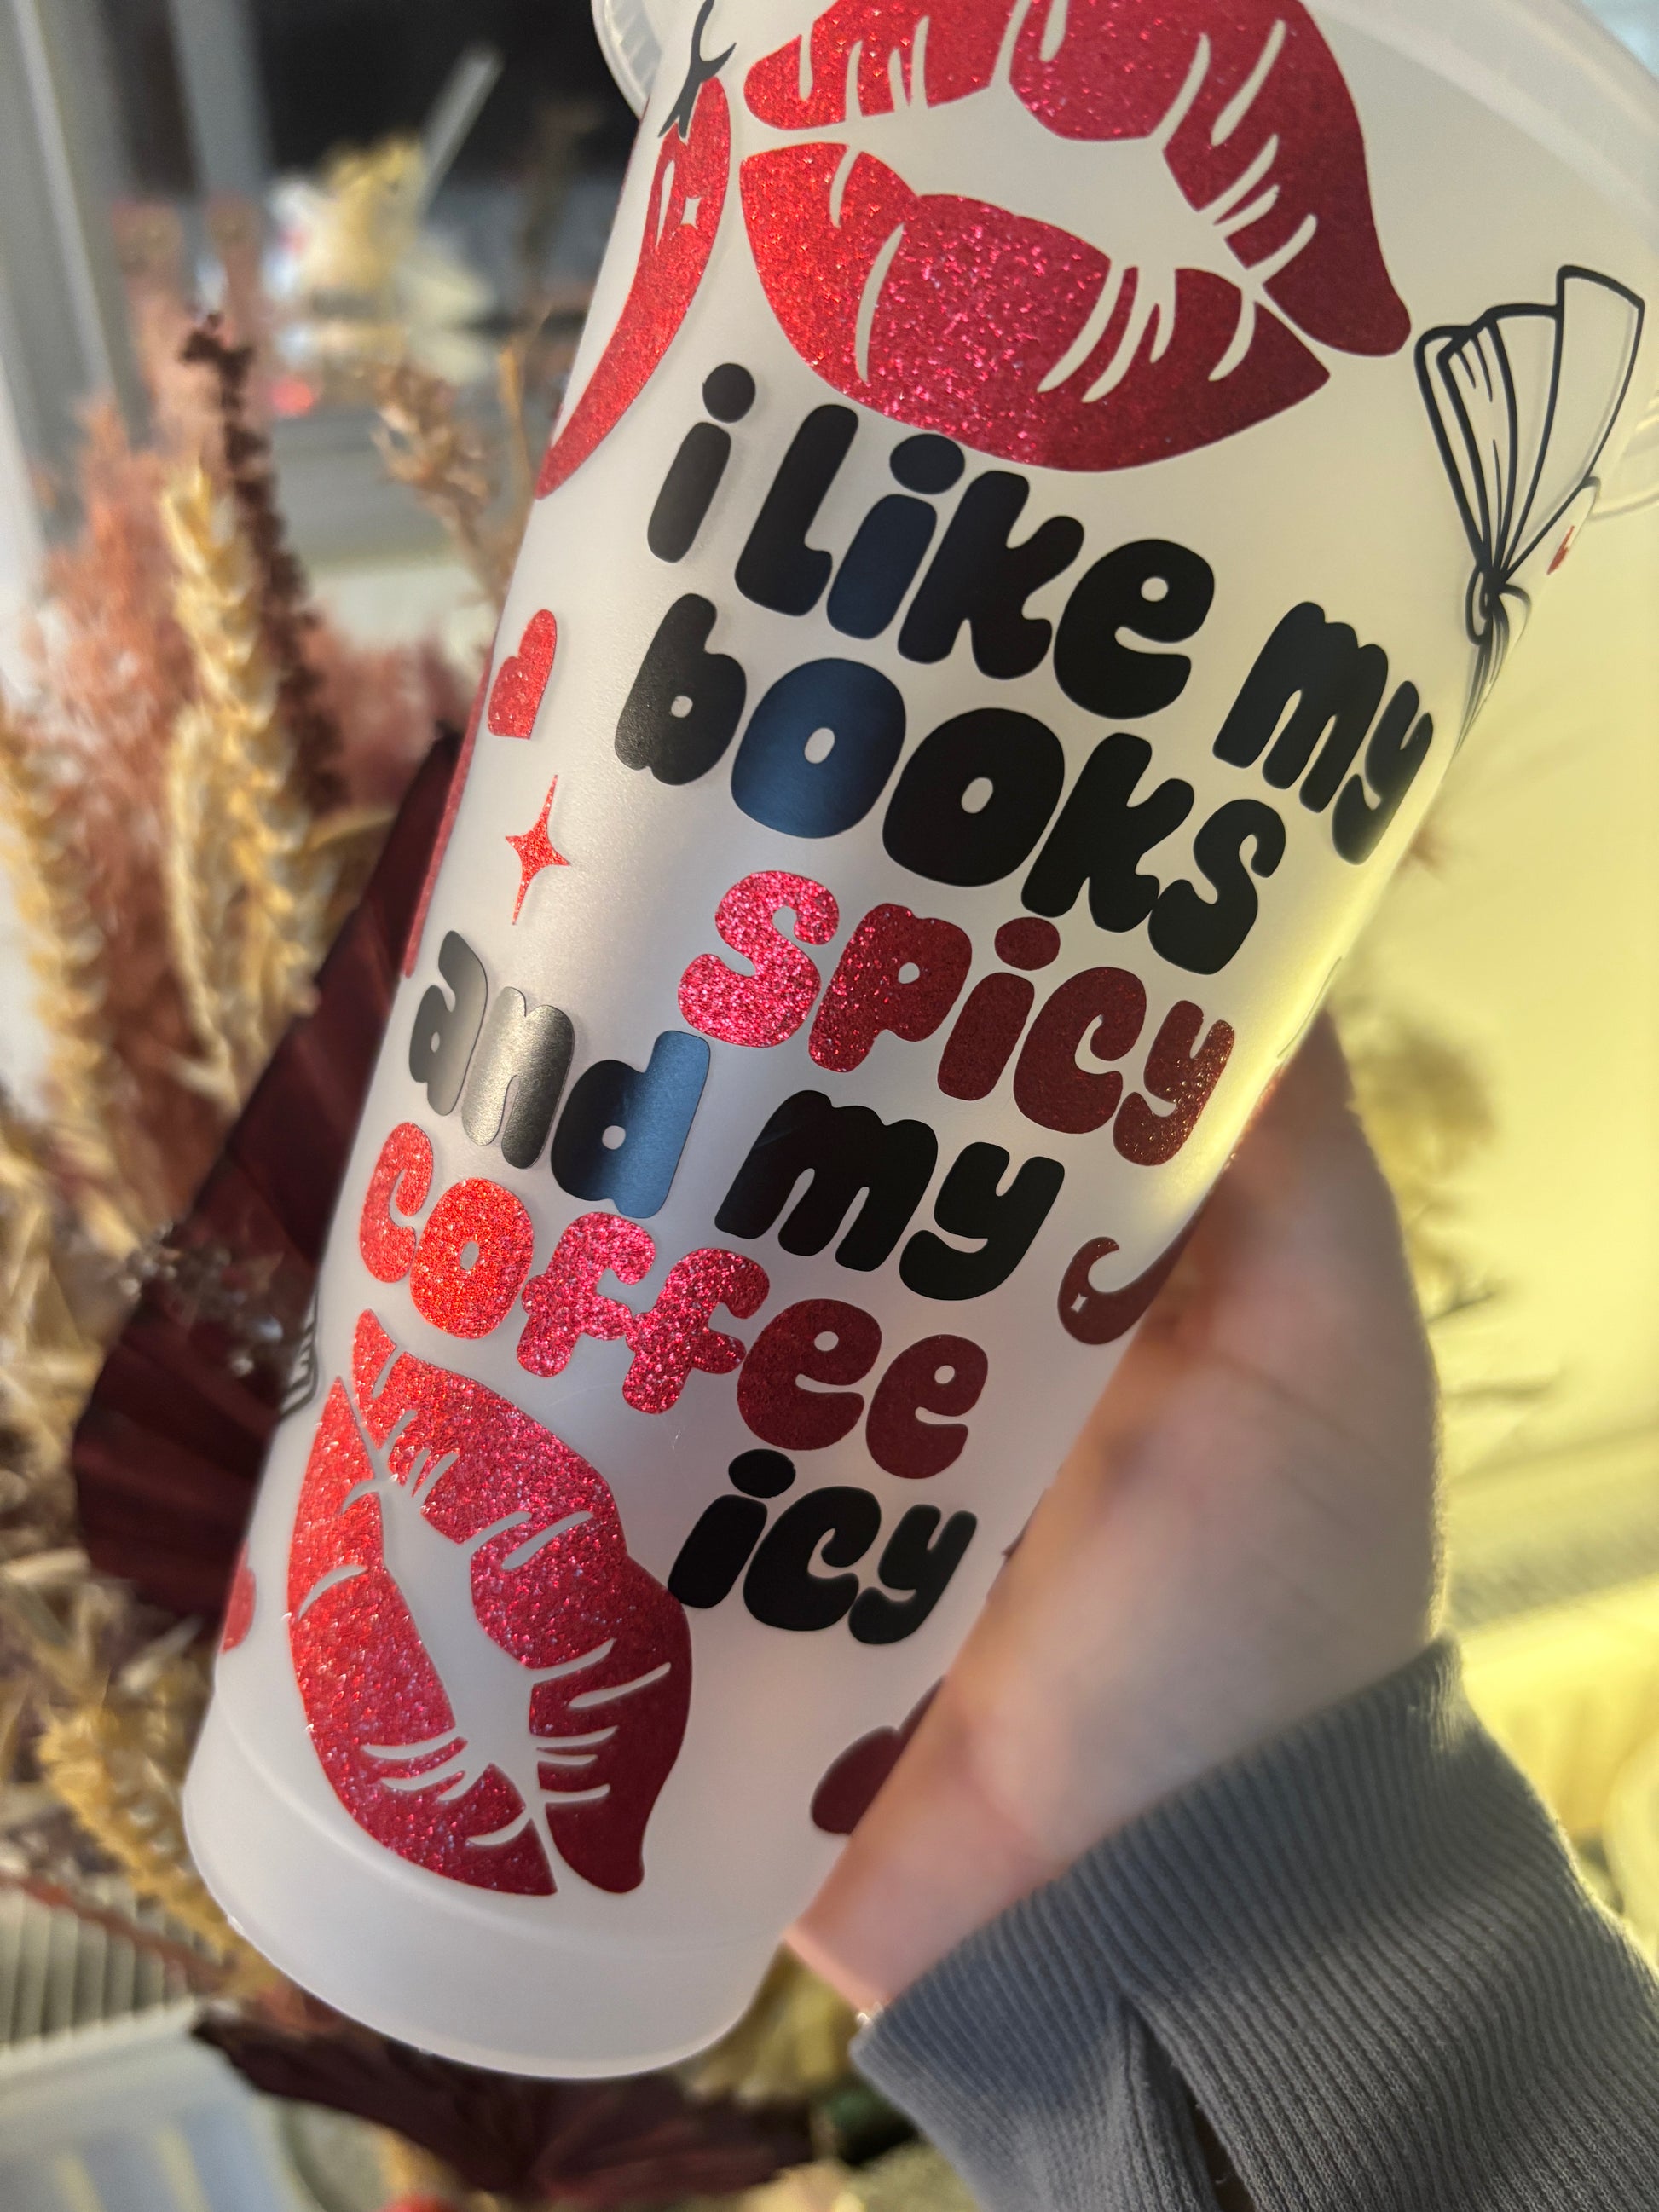 i like my
books
spicy
and my
coffee
icy